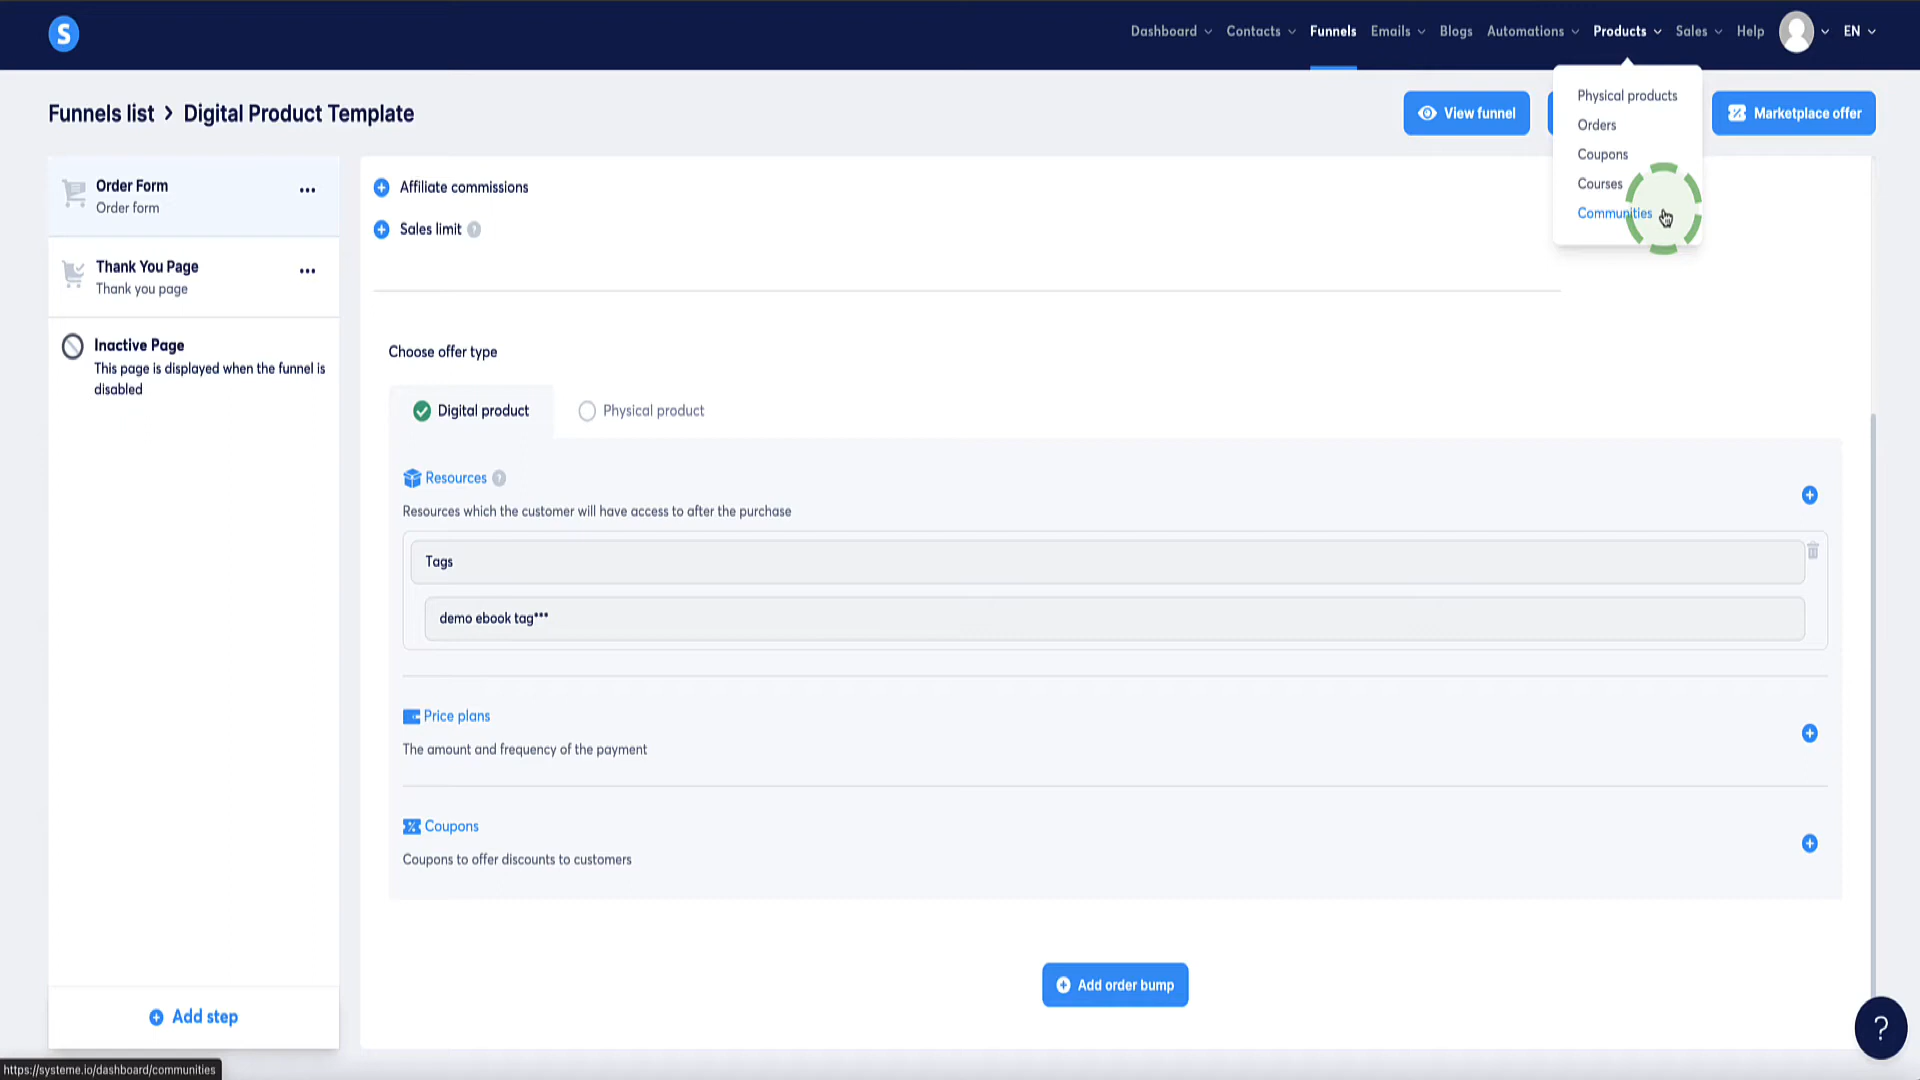 S
Dashboard
Contacts
Funnels
Emails
Blogs
Automations
Products
Sales
Help
EN
Physical products
Orders
Coupons
Courses
Communities
Funnels list > Digital Product Template
View funnel
Marketplace offer
Order Form
Order form
Thank You Page
Thank you page
Inactive Page
This page is displayed when the funnel is
disabled
Add step
Affiliate commissions
Sales limit ?
Choose offer type
Digital product
Physical product
Resources ?
Resources which the customer will have access to after the purchase
Tags
demo ebook tag***
Price plans
The amount and frequency of the payment
Coupons
Coupons to offer discounts to customers
Add order bump
?
https://systeme.io/dashboard/communities